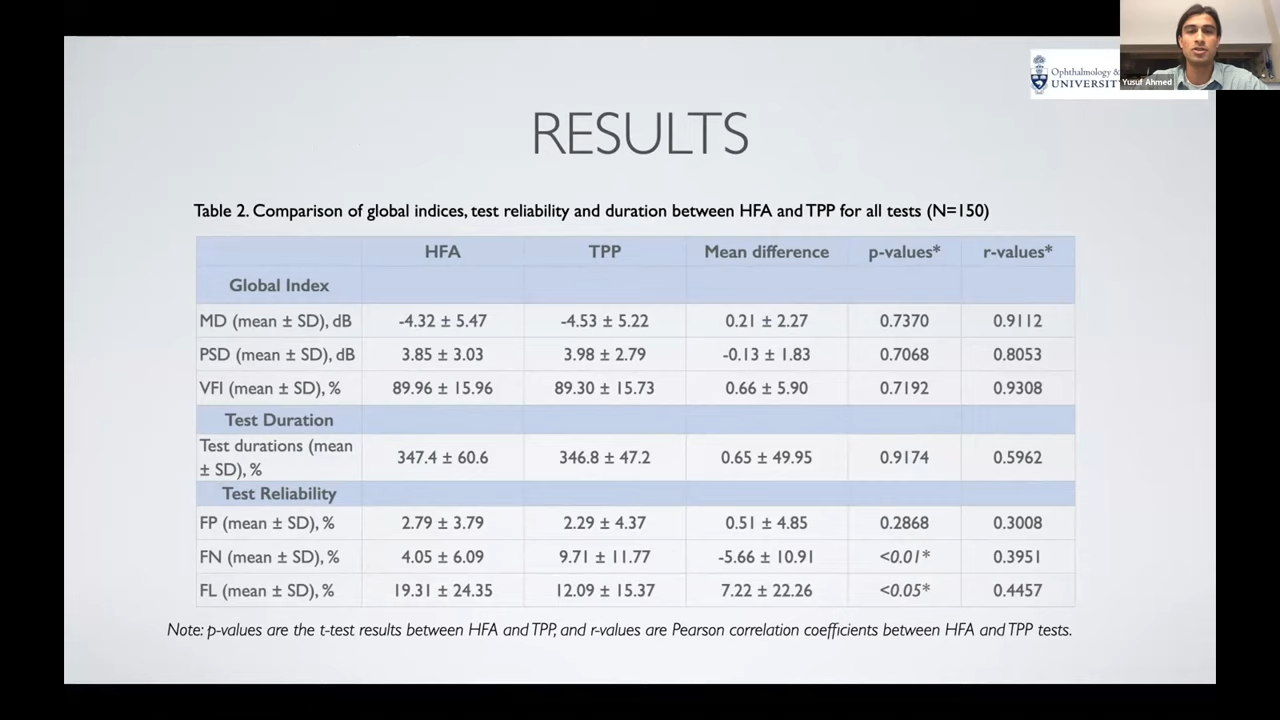 Yusuf Ahmed
Ophthalmology &
UNIVERSIT
RESULTS
Table 2. Comparison of global indices, test reliability and duration between HFA and TPP for all tests (N=150)
HFA TPP Mean difference p-values* r-values*
Global Index
MD (mean ± SD), dB -4.32 ± 5.47 -4.53 ± 5.22 0.21 ± 2.27 0.7370 0.9112
PSD (mean ± SD), dB 3.85 ± 3.03 3.98 ± 2.79 -0.13 ± 1.83 0.7068 0.8053
VFI (mean ± SD), % 89.96 ± 15.96 89.30 ± 15.73 0.66 ± 5.90 0.7192 0.9308
Test Duration
Test durations (mean
± SD), % 347.4 ± 60.6 346.8 ± 47.2 0.65 ± 49.95 0.9174 0.5962
Test Reliability
FP (mean ± SD), % 2.79 ± 3.79 2.29 ± 4.37 0.51 ± 4.85 0.2868 0.3008
FN (mean ± SD), % 4.05 ± 6.09 9.71 ± 11.77 -5.66 ± 10.91 <0.01* 0.3951
FL (mean ± SD), % 19.31 ± 24.35 12.09 ± 15.37 7.22 ± 22.26 <0.05* 0.4457
Note: p-values are the t-test results between HFA and TPP, and r-values are Pearson correlation coefficients between HFA and TPP tests.